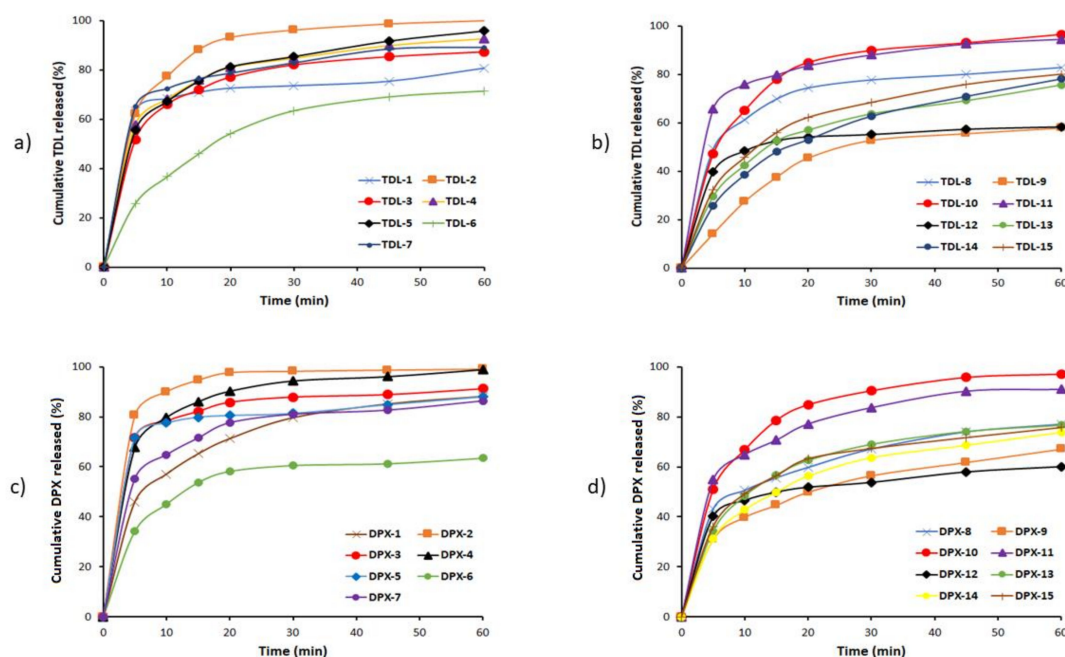 a)
Cumulative TDL released (%)
100
80
60
40
20
0
0 10 20 30 40 50 60
Time (min)
TDL-1 TDL-2
TDL-3 TDL-4
TDL-5 TDL-6
TDL-7
b)
Cumulative TDL released (%)
100
80
60
40
20
0
0 10 20 30 40 50 60
Time (min)
TDL-8 TDL-9
TDL-10 TDL-11
TDL-12 TDL-13
TDL-14 TDL-15
c)
Cumulative DPX released (%)
100
80
60
40
20
0
0 10 20 30 40 50 60
Time (min)
DPX-1 DPX-2
DPX-3 DPX-4
DPX-5 DPX-6
DPX-7
d)
Cumulative DPX released (%)
100
80
60
40
20
0
0 10 20 30 40 50 60
Time (min)
DPX-8 DPX-9
DPX-10 DPX-11
DPX-12 DPX-13
DPX-14 DPX-15